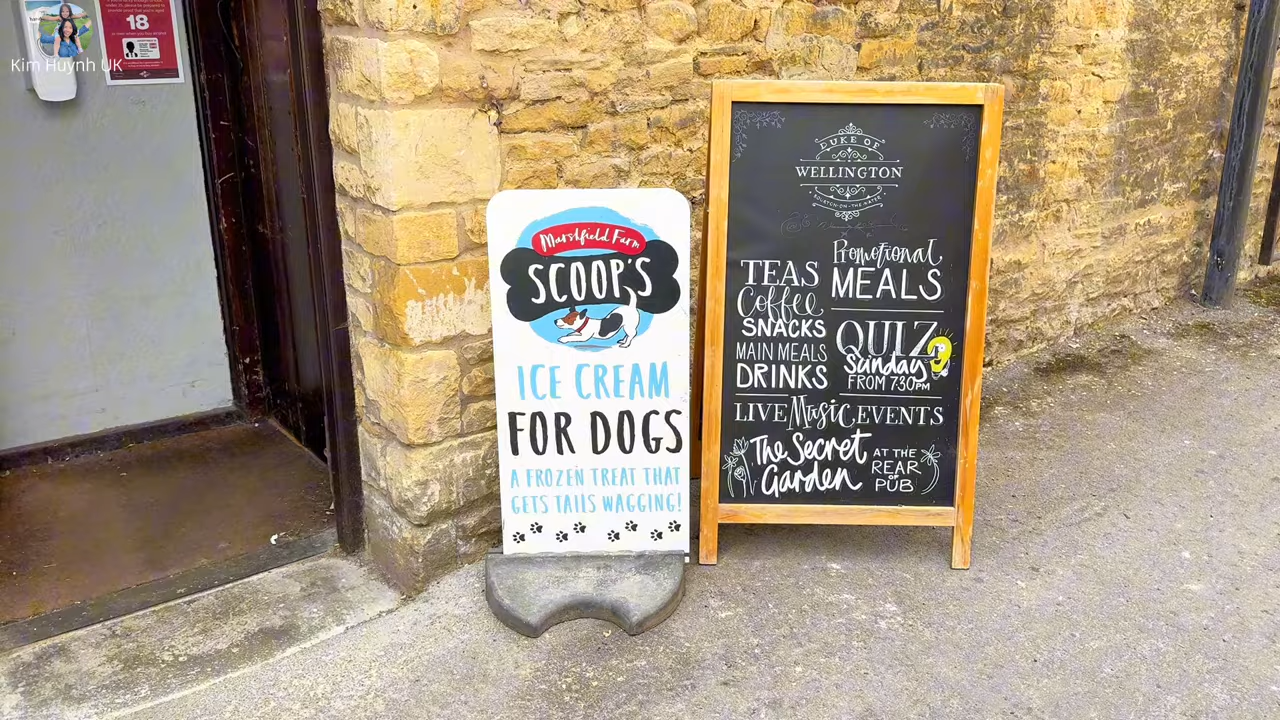 Kim Huynh UK
18
Marshfield Farm
SCOOP'S
ICE CREAM
FOR DOGS
A FROZEN TREAT THAT
GETS TAILS WAGGING!
DUKE OF
WELLINGTON
BOURTON-ON-THE-WATER
TEAS
Coffee
SNACKS
MAIN MEALS
DRINKS
Promotional
MEALS
QUIZ
Sunday
FROM 7:30PM
LIVE Music EVENTS
The Secret
Garden
AT THE
REAR
OF
PUB